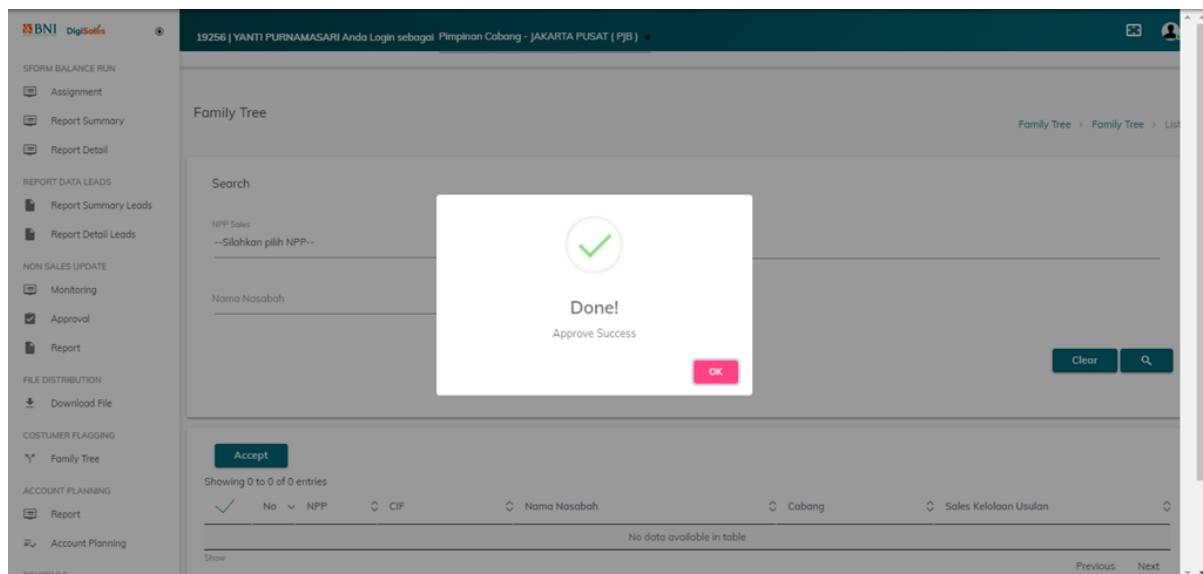 BNI DigiSales
19256 | YANTI PURNAMASARI Anda Login sebagai Pimpinan Cabang - JAKARTA PUSAT ( PJB )
SFORM BALANCE RUN
Assignment
Report Summary
Report Detail
REPORT DATA LEADS
Report Summary Leads
Report Detail Leads
NON SALES UPDATE
Monitoring
Approval
Report
FILE DISTRIBUTION
Download File
COSTUMER FLAGGING
Family Tree
ACCOUNT PLANNING
Report
Account Planning
SCHEDULE
Family Tree
Family Tree > Family Tree > List
Search
NPP Sales
--Silahkan pilih NPP--
Nama Nasabah
Done!
Approve Success
OK
Clear
Accept
Showing 0 to 0 of 0 entries
No NPP CIF Nama Nasabah Cabang Sales Kelolaan Usulan
No data available in table
Show
Previous Next